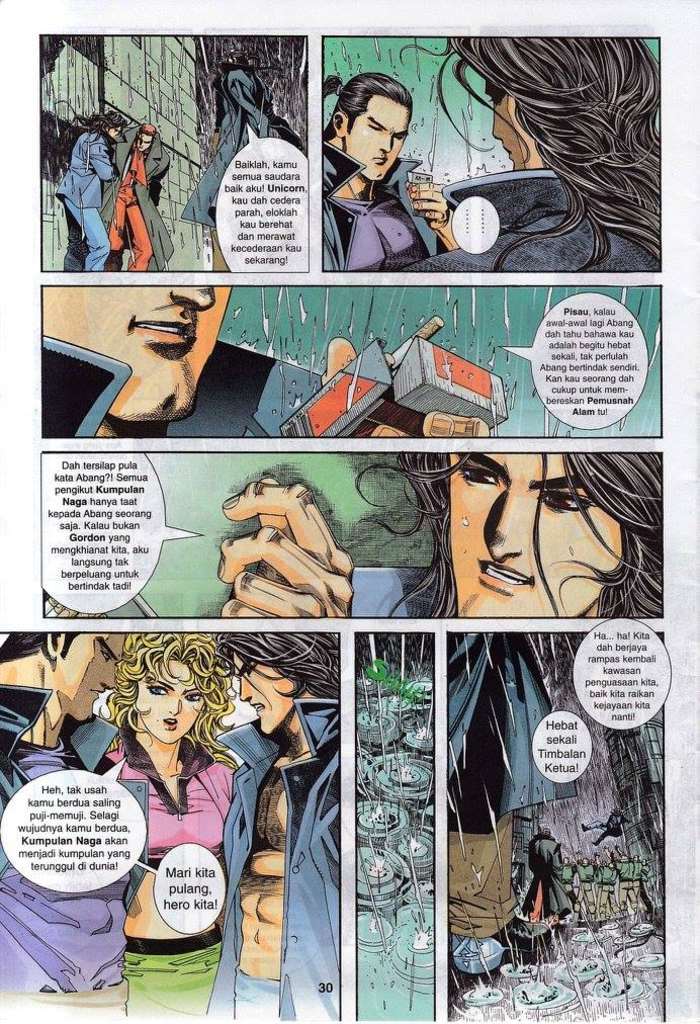 Baiklah, kamu
semua saudara
baik aku! Unicorn,
kau dah cedera
parah, eloklah
kau berehat
dan merawat
kecederaan kau
sekarang!
Pisau, kalau
awal-awal lagi Abang
dah tahu bahawa kau
adalah begitu hebat
sekali, tak perlulah
Abang bertindak sendiri.
Kan kau seorang dah
cukup untuk mem-
bereskan Pemusnah
Alam tu!
Dah tersilap pula
kata Abang?! Semua
pengikut Kumpulan
Naga hanya taat
kepada Abang seorang
saja. Kalau bukan
Gordon yang
mengkhianat kita, aku
langsung tak
berpeluang untuk
bertindak tadi!
Heh, tak usah
kamu berdua saling
puji-memuji. Selagi
wujudnya kamu berdua,
Kumpulan Naga akan
menjadi kumpulan yang
terunggul di dunia!
Mari kita
pulang,
hero kita!
Ha... ha! Kita
dah berjaya
rampas kembali
kawasan
penguasaan kita,
baik kita raikan
kejayaan kita
nanti!
Hebat
sekali
Timbalan
Ketua!
30